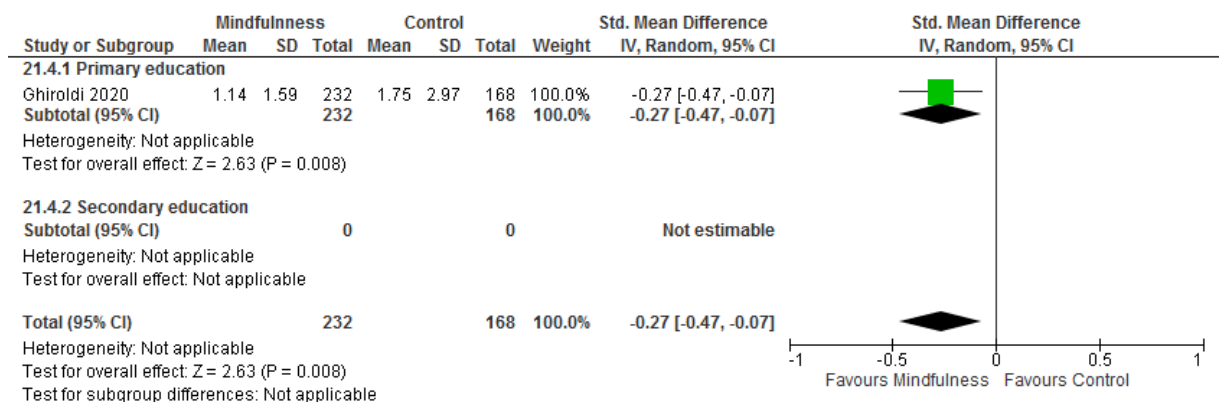 Mindfulnness Control Std. Mean Difference Std. Mean Difference
Study or Subgroup Mean SD Total Mean SD Total Weight IV, Random, 95% CI IV, Random, 95% CI
21.4.1 Primary education
Ghiroldi 2020 1.14 1.59 232 1.75 2.97 168 100.0% -0.27 [-0.47, -0.07]
Subtotal (95% CI) 232 168 100.0% -0.27 [-0.47, -0.07]
Heterogeneity: Not applicable
Test for overall effect: Z = 2.63 (P = 0.008)
21.4.2 Secondary education
Subtotal (95% CI) 0 0 Not estimable
Heterogeneity: Not applicable
Test for overall effect: Not applicable
Total (95% CI) 232 168 100.0% -0.27 [-0.47, -0.07]
Heterogeneity: Not applicable
Test for overall effect: Z = 2.63 (P = 0.008)
Test for subgroup differences: Not applicable
-1 -0.5 0 0.5 1
Favours Mindfulness Favours Control